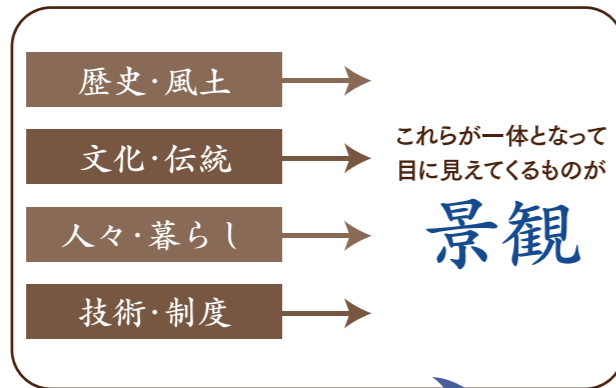 歴史・風土
文化・伝統
人々・暮らし
技術・制度
これらが一体となって
目に見えてくるものが
景観